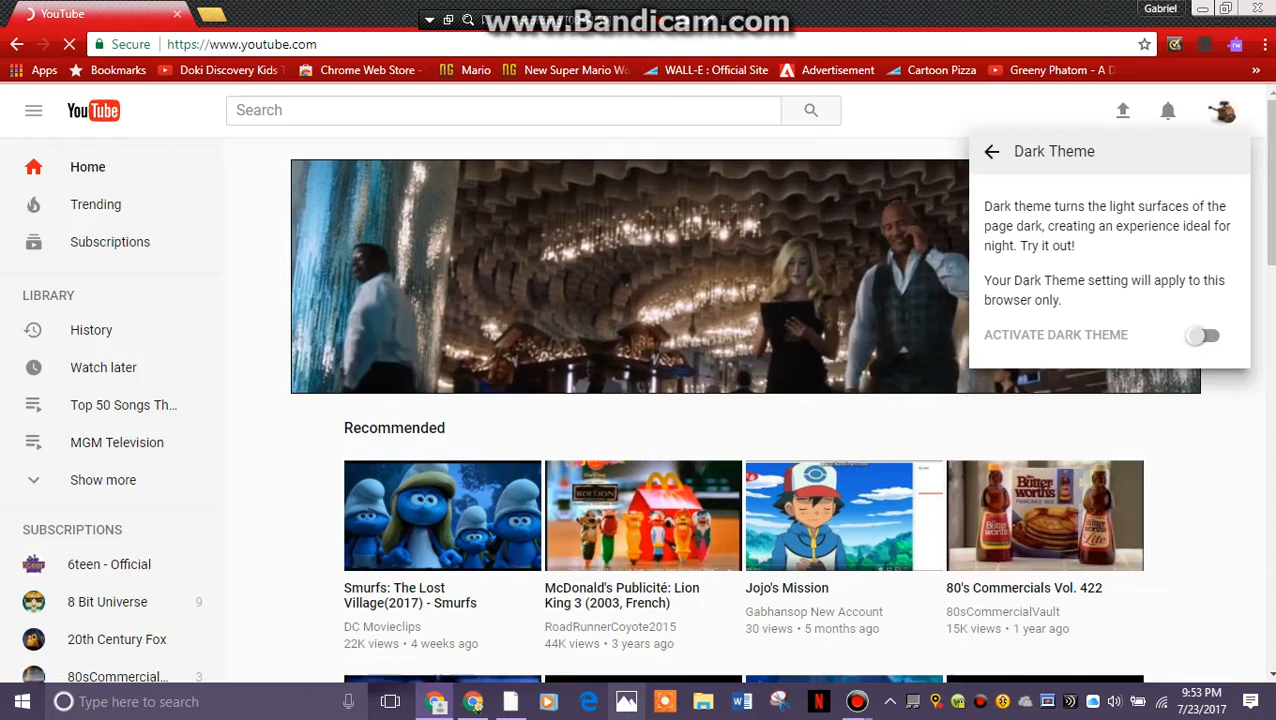 YouTube
www.Bandicam.com
Gabriel
Secure
https://www.youtube.com
Apps
Bookmarks
Doki Discovery Kids
Chrome Web Store -
Mario
New Super Mario Wo
WALL-E : Official Site
Advertisement
Cartoon Pizza
Greeny Phatom - A D
YouTube
Search
Home
Trending
Subscriptions
LIBRARY
History
Watch later
Top 50 Songs Th...
MGM Television
Show more
SUBSCRIPTIONS
6teen - Official
8 Bit Universe 9
20th Century Fox
80sCommercial... 3
Dark Theme
Dark theme turns the light surfaces of the
page dark, creating an experience ideal for
night. Try it out!
Your Dark Theme setting will apply to this
browser only.
ACTIVATE DARK THEME
Recommended
Smurfs: The Lost
Village(2017) - Smurfs
DC Movieclips
22K views • 4 weeks ago
McDonald's Publicité: Lion
King 3 (2003, French)
RoadRunnerCoyote2015
44K views • 3 years ago
Jojo's Mission
Gabhansop New Account
30 views • 5 months ago
Butter
worth's
PANCAKE MIX
80's Commercials Vol. 422
80sCommercialVault
15K views • 1 year ago
Type here to search
9:53 PM
7/23/2017